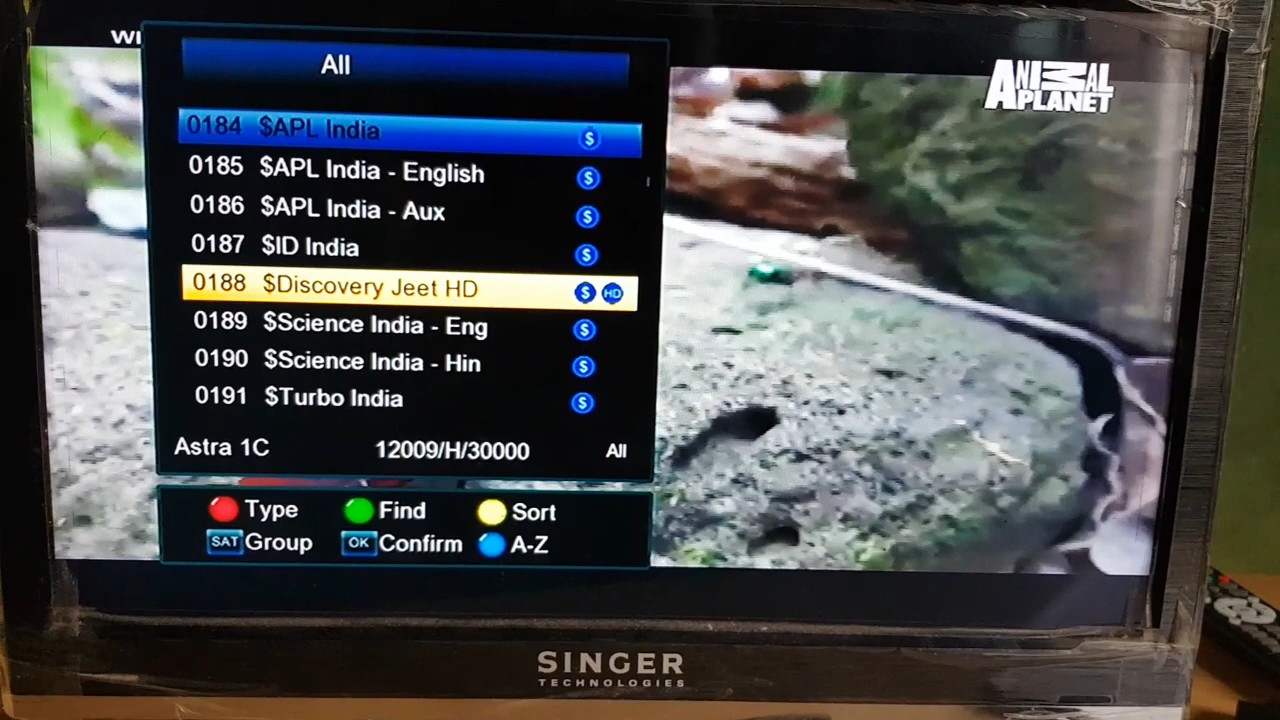 All
0184 $APL India $
0185 $APL India - English $
0186 $APL India - Aux $
0187 $ID India $
0188 $Discovery Jeet HD $ HD
0189 $Science India - Eng $
0190 $Science India - Hin $
0191 $Turbo India $
Astra 1C 12009/H/30000 All
Type Find Sort
SAT Group OK Confirm A-Z
ANIMAL
PLANET
SINGER
TECHNOLOGIES